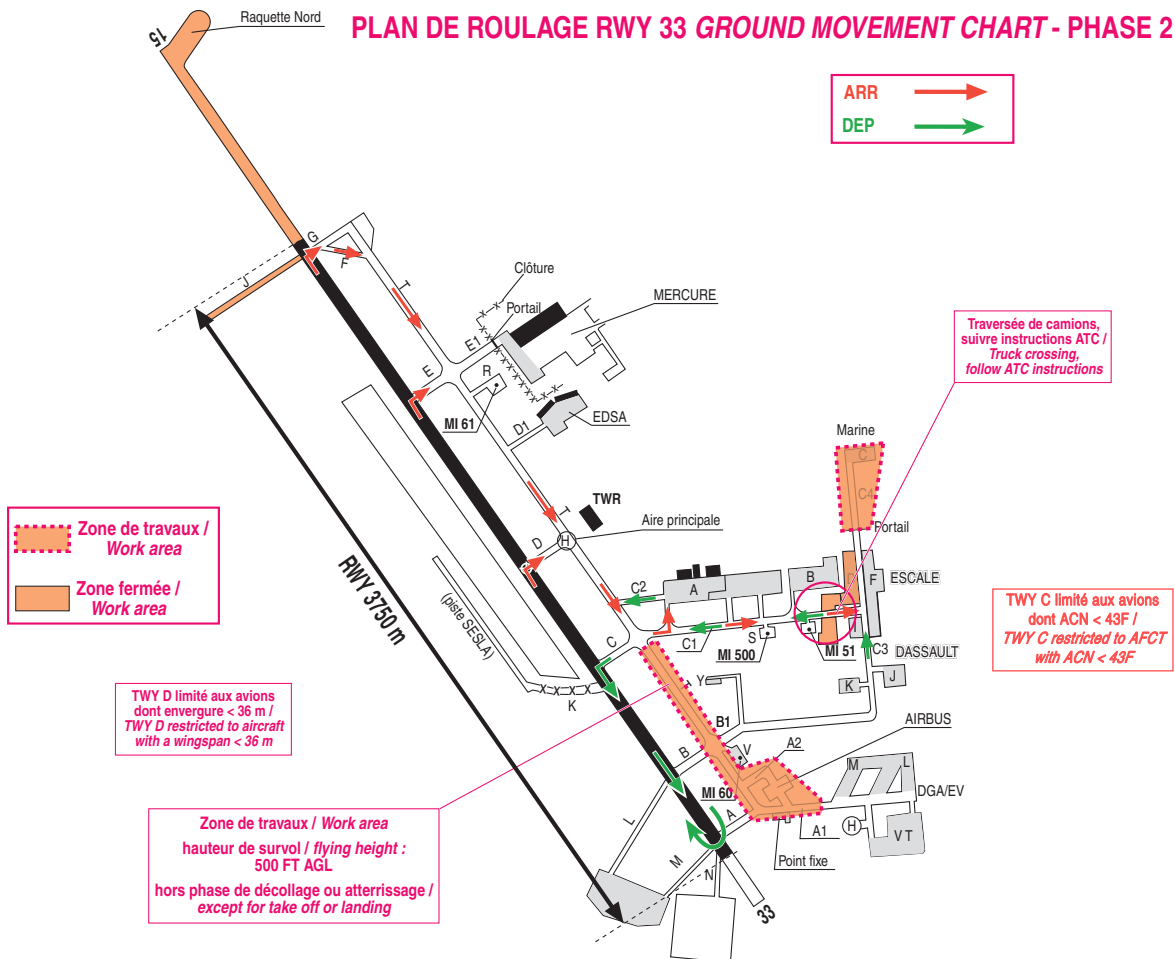 PLAN DE ROULAGE RWY 33 GROUND MOVEMENT CHART - PHASE 2
Raquette Nord
15
ARR
DEP
G
F
J
T
Clôture
Portail
MERCURE
E1
E
R
MI 61
D1
EDSA
Traversée de camions,
suivre instructions ATC /
Truck crossing,
follow ATC instructions
Marine
C
C4
Portail
Zone de travaux /
Work area
Zone fermée /
Work area
TWR
T
Aire principale
D
H
RWY 3750 m
(piste SESLA)
C2
A
B
F
ESCALE
C
C1
S
MI 500
MI 51
C3
DASSAULT
TWY C limité aux avions
dont ACN < 43F /
TWY C restricted to AFCT
with ACN < 43F
K
J
K
Y
T
B1
B
TWY D limité aux avions
dont envergure < 36 m /
TWY D restricted to aircraft
with a wingspan < 36 m
AIRBUS
V
A2
MI 60
M
L
DGA/EV
A
A1
H
VT
Point fixe
L
M
N
33
Zone de travaux / Work area
hauteur de survol / flying height :
500 FT AGL
hors phase de décollage ou atterrissage /
except for take off or landing